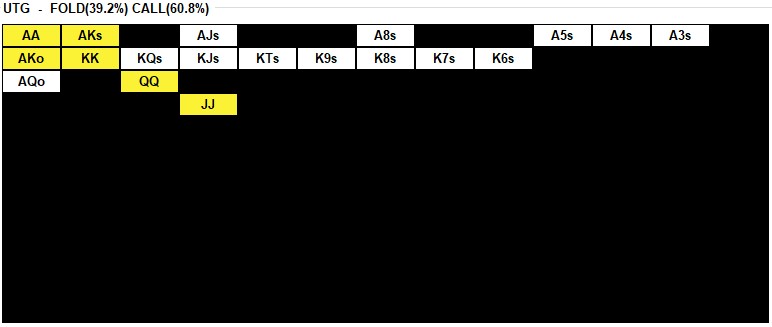 UTG - FOLD(39.2%) CALL(60.8%)
AA AKs AJs A8s A5s A4s A3s
AKo KK KQs KJs KTs K9s K8s K7s K6s
AQo QQ
JJ